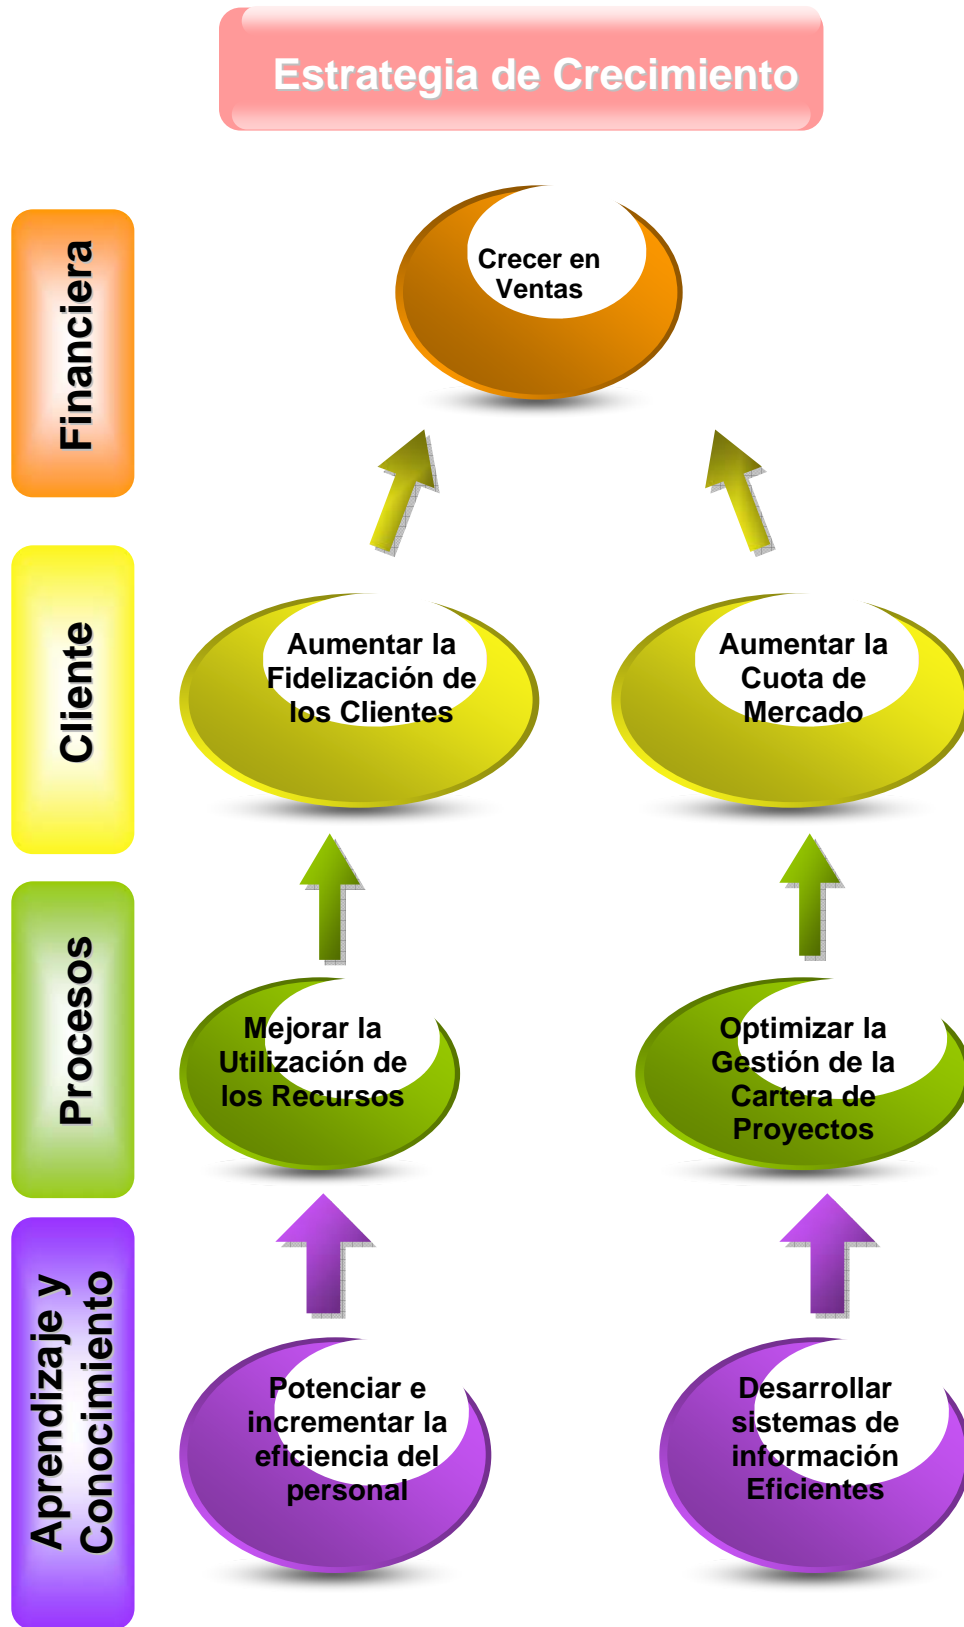 Estrategia de Crecimiento
Financiera
Crecer en
Ventas
Cliente
Aumentar la
Fidelización de
los Clientes
Aumentar la
Cuota de
Mercado
Procesos
Mejorar la
Utilización de
los Recursos
Optimizar la
Gestión de la
Cartera de
Proyectos
Aprendizaje y
Conocimiento
Potenciar e
incrementar la
eficiencia del
personal
Desarrollar
sistemas de
información
Eficientes